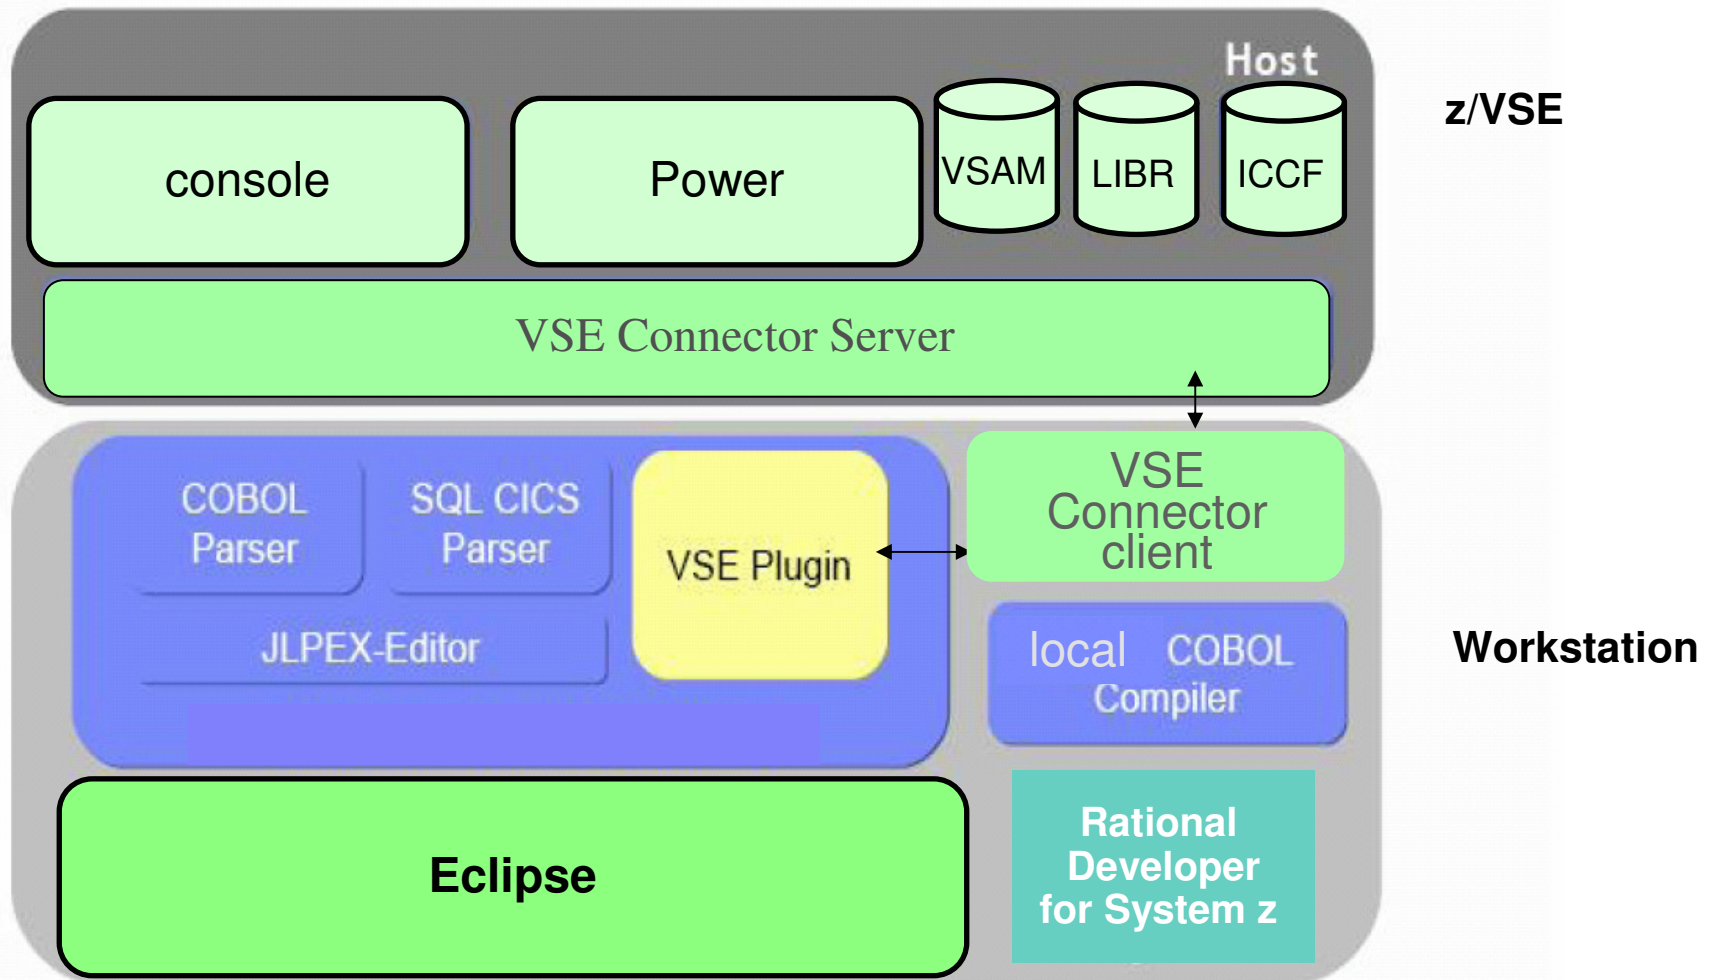 Host
z/VSE
console
Power
VSAM
LIBR
ICCF
VSE Connector Server
COBOL
Parser
SQL CICS
Parser
VSE Plugin
JLPEX-Editor
VSE
Connector
client
local COBOL
Compiler
Workstation
Eclipse
Rational
Developer
for System z